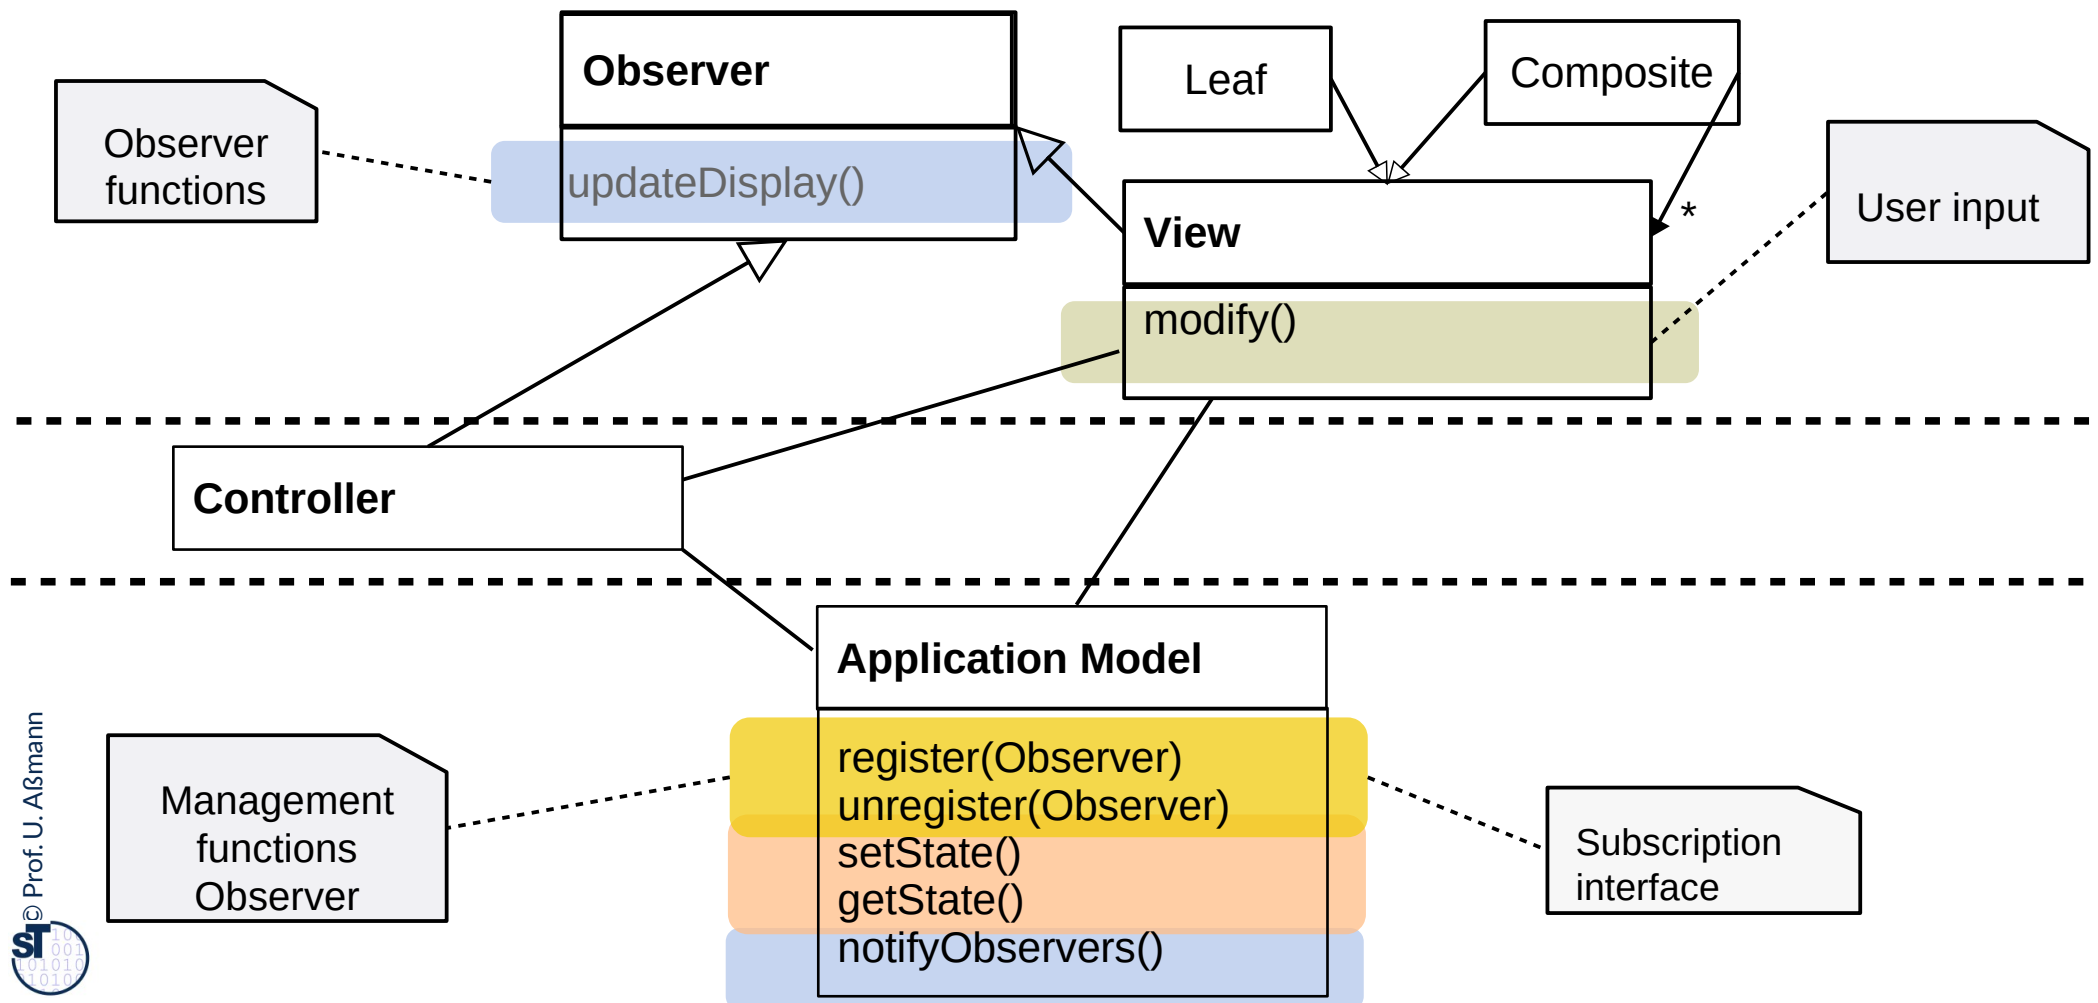 Observer
Leaf
Composite
Observer
functions
updateDisplay()
User input
View
*
modify()
Controller
Application Model
register(Observer)
unregister(Observer)
setState()
getState()
notifyObservers()
Management
functions
Observer
Subscription
interface
© Prof. U. Aßmann
ST